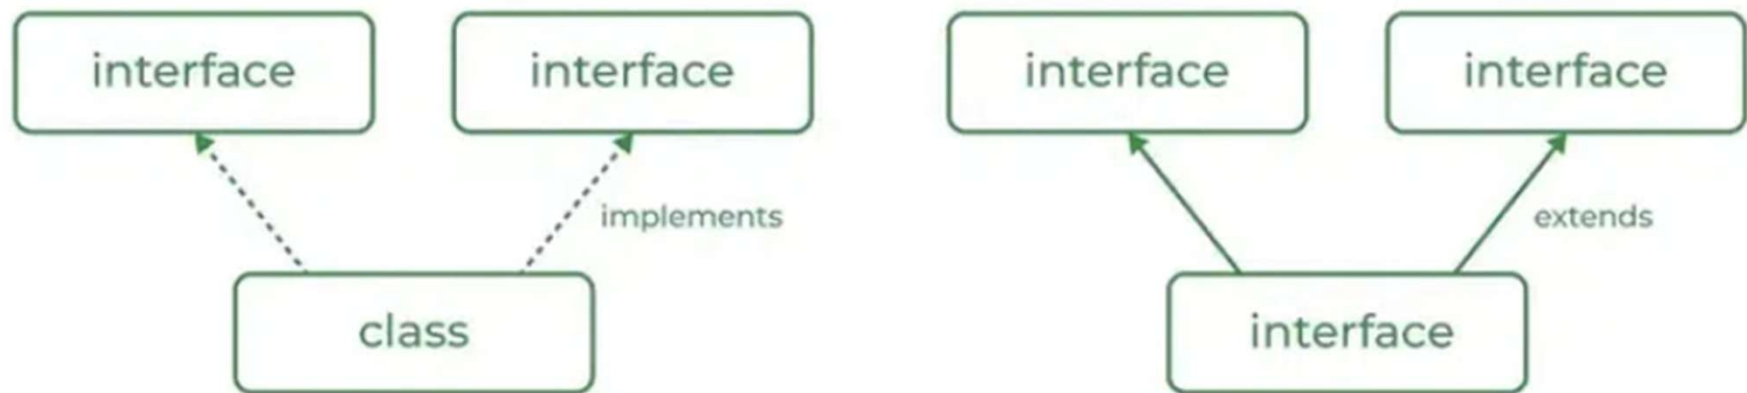 interface
interface
interface
interface
implements
extends
class
interface